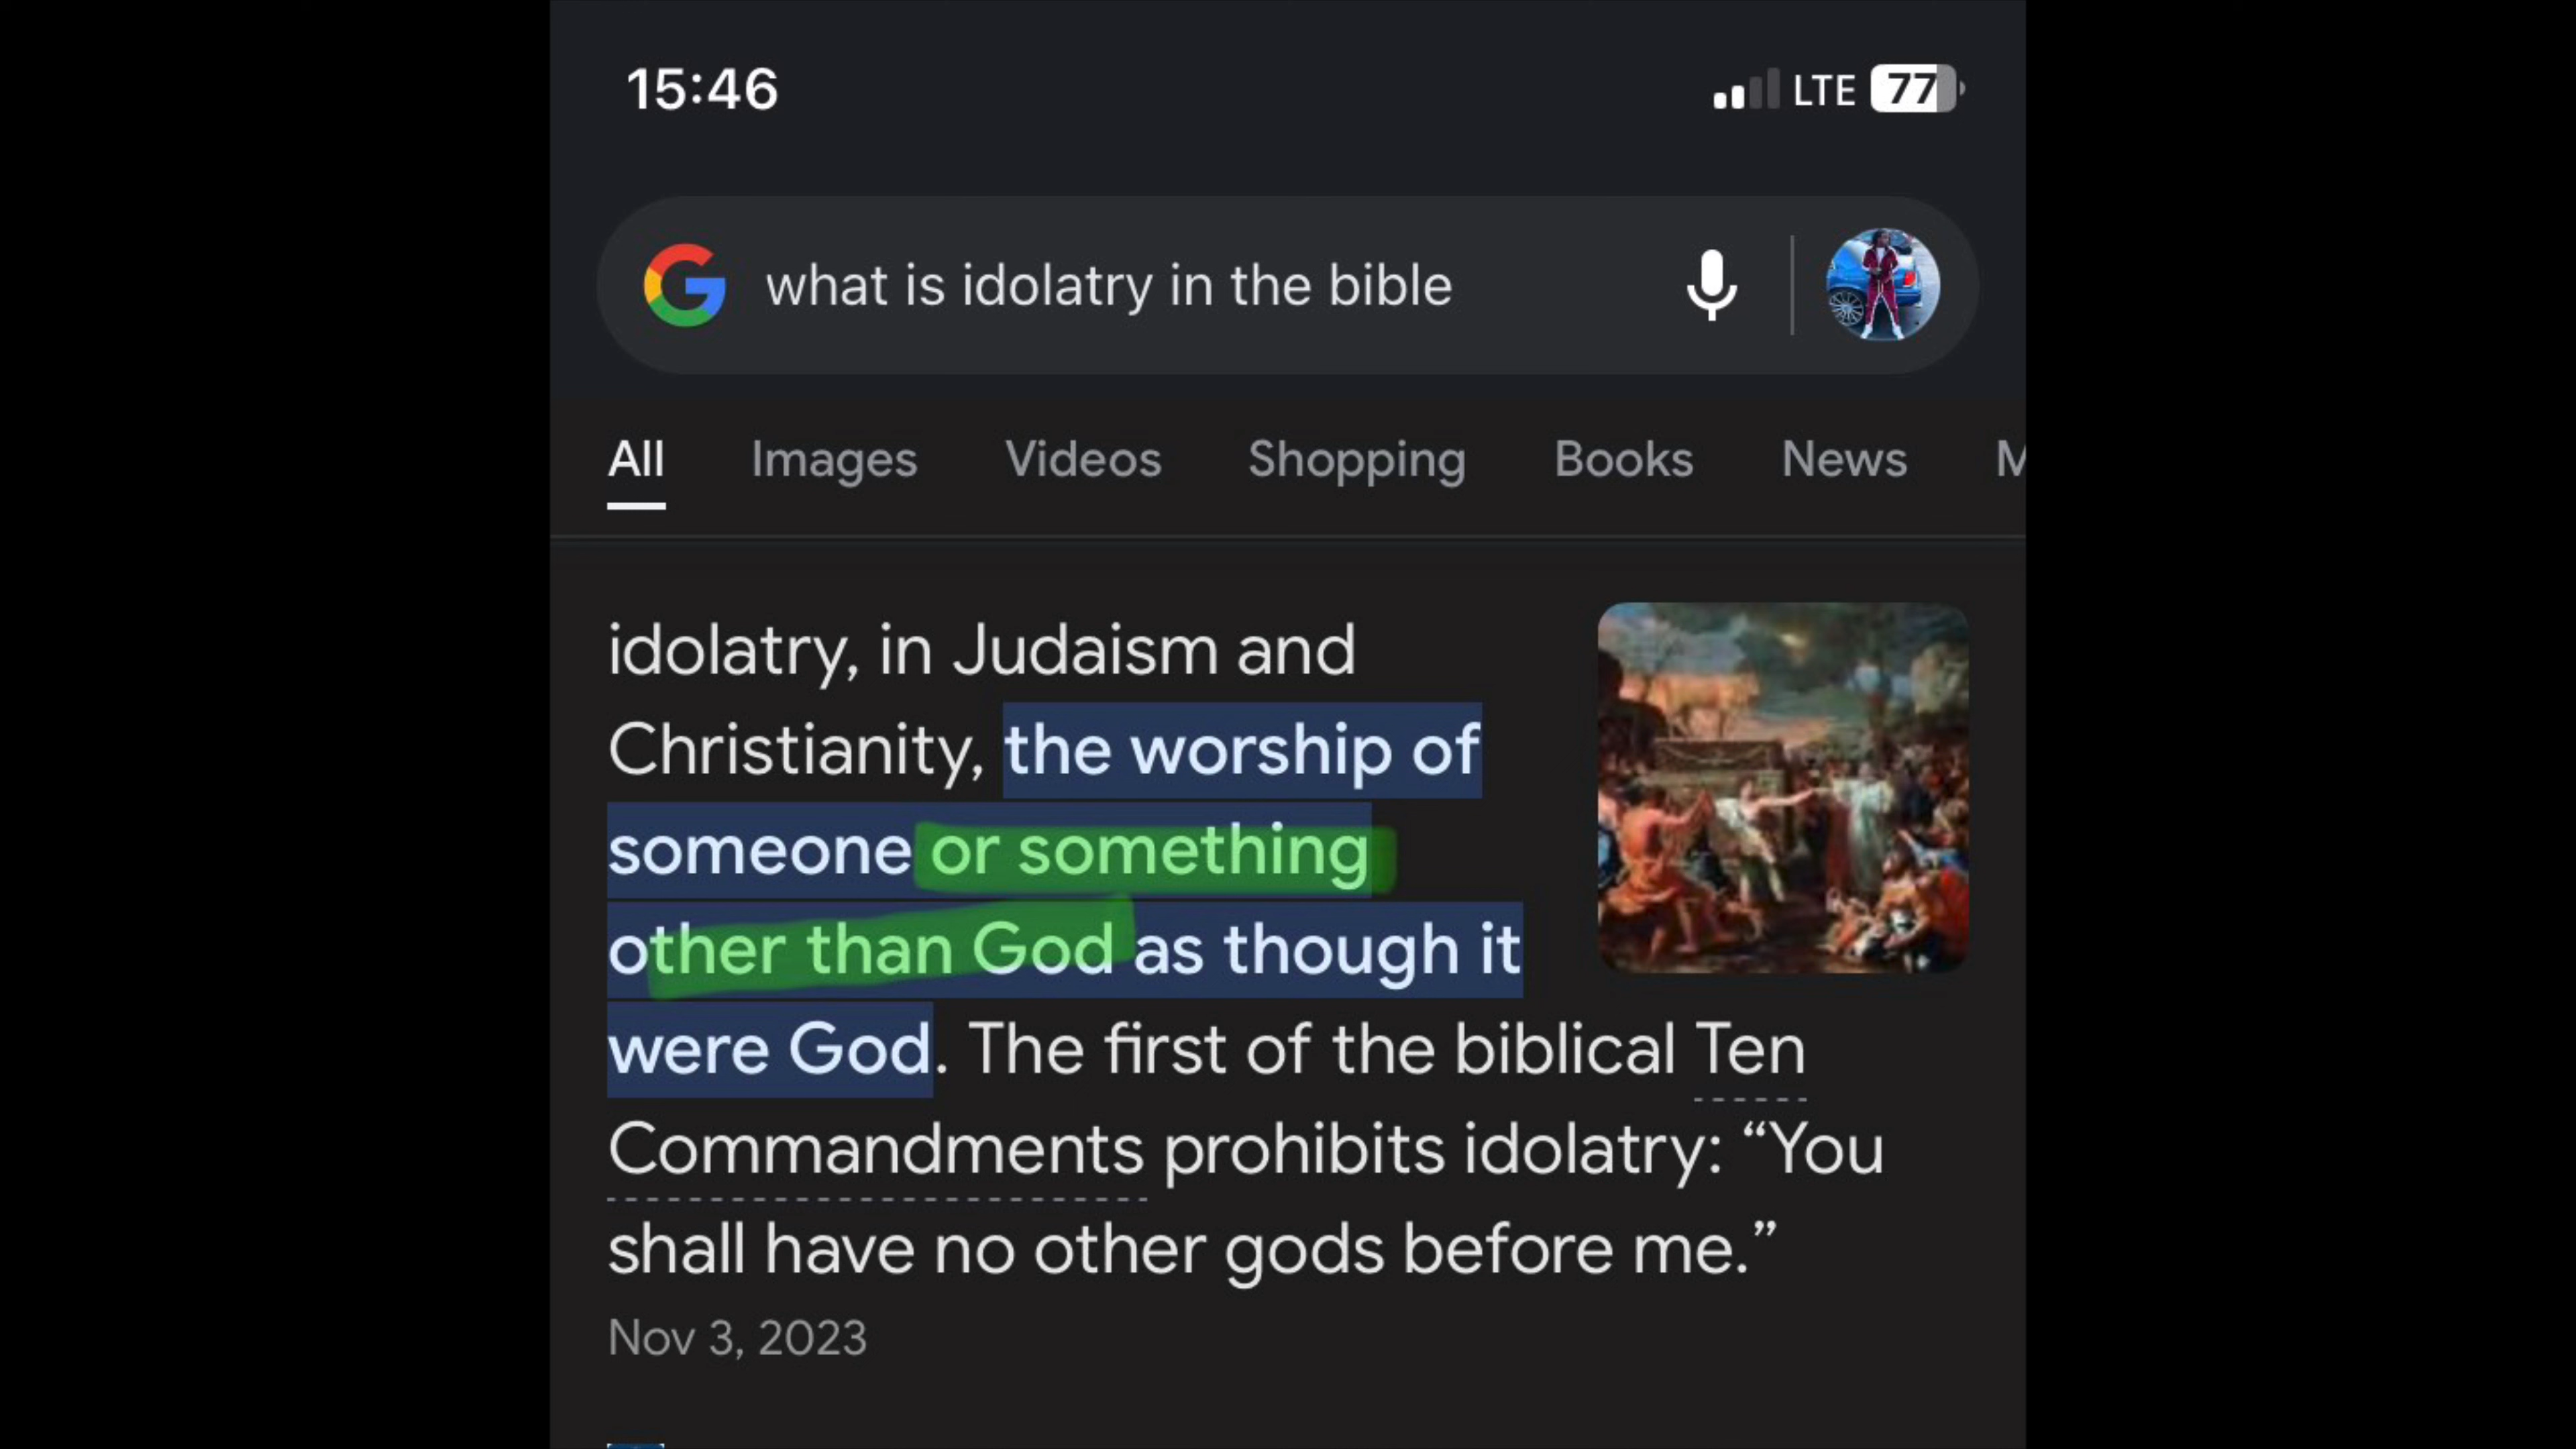 15:46 LTE 77
what is idolatry in the bible
All Images Videos Shopping Books News M
idolatry, in Judaism and
Christianity, the worship of
someone or something
other than God as though it
were God. The first of the biblical Ten
Commandments prohibits idolatry: “You
shall have no other gods before me.”
Nov 3, 2023